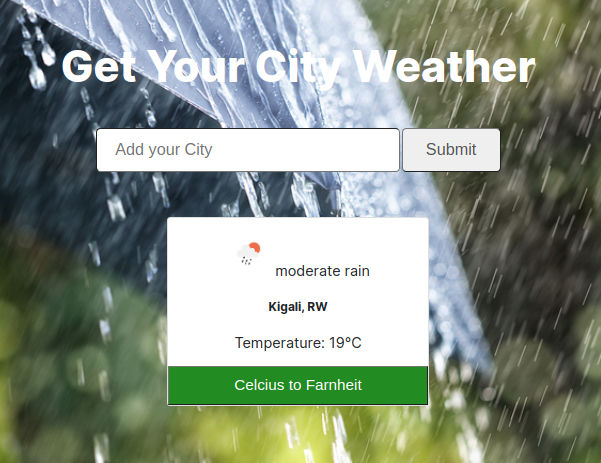 Get Your City Weather
Add your City
Submit
moderate rain
Kigali, RW
Temperature: 19°C
Celcius to Farnheit